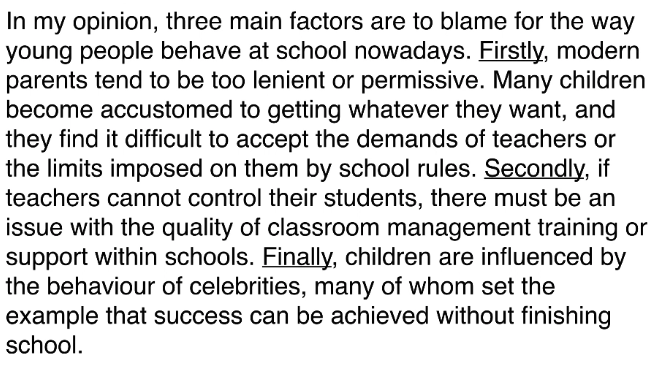 In my opinion, three main factors are to blame for the way
young people behave at school nowadays. Firstly, modern
parents tend to be too lenient or permissive. Many children
become accustomed to getting whatever they want, and
they find it difficult to accept the demands of teachers or
the limits imposed on them by school rules. Secondly, if
teachers cannot control their students, there must be an
issue with the quality of classroom management training or
support within schools. Finally, children are influenced by
the behaviour of celebrities, many of whom set the
example that success can be achieved without finishing
school.